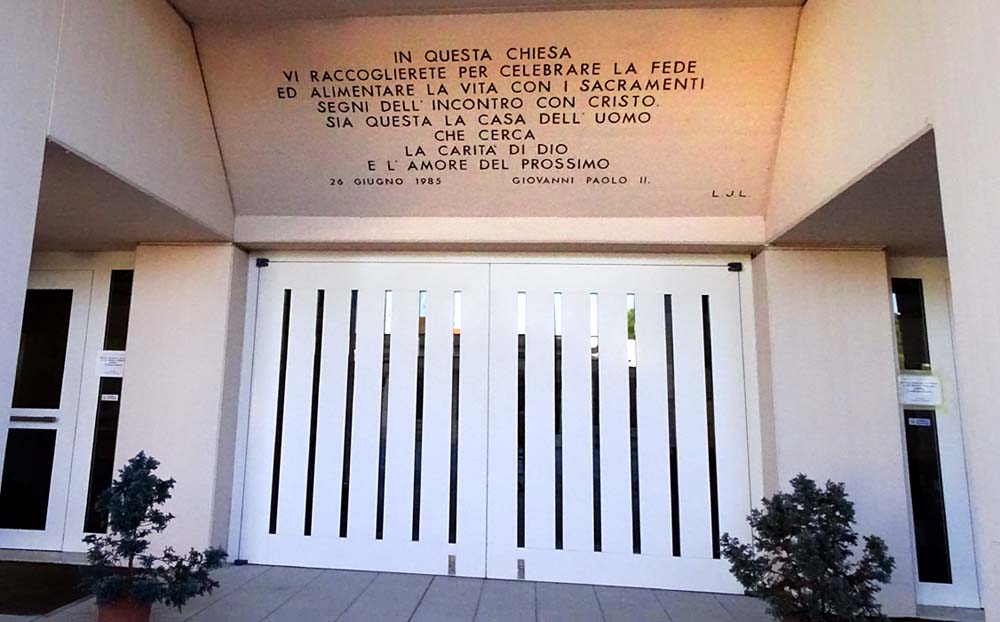 IN QUESTA CHIESA
VI RACCOGLIERETE PER CELEBRARE LA FEDE
ED ALIMENTARE LA VITA CON I SACRAMENTI
SEGNI DELL' INCONTRO CON CRISTO.
SIA QUESTA LA CASA DELL' UOMO
CHE CERCA
LA CARITA' DI DIO
E L' AMORE DEL PROSSIMO
26 GIUGNO 1985 GIOVANNI PAOLO II.
L.J.L.